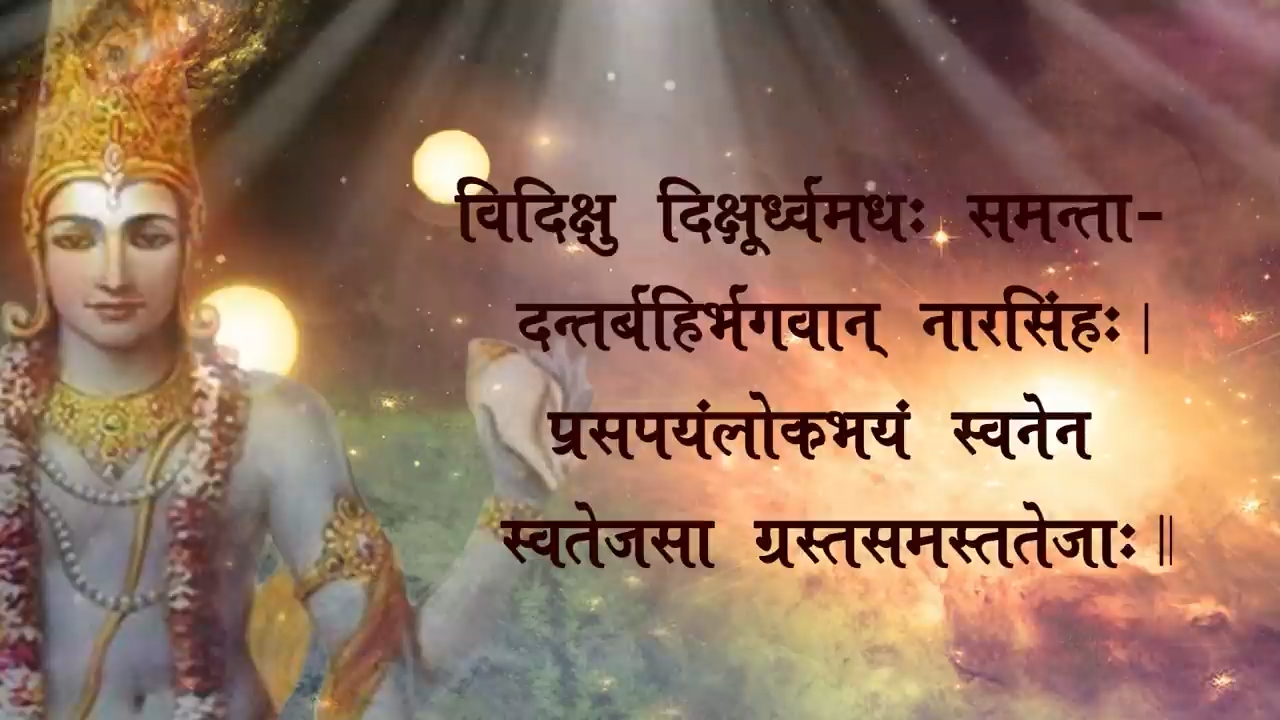 विदिक्षु दिक्षूर्ध्वमधः समन्ता-
दन्तर्बहिर्भगवान् नारसिंहः |
प्रसपयंलोकभयं स्वनेन
स्वतेजसा ग्रस्तसमस्ततेजाः ||